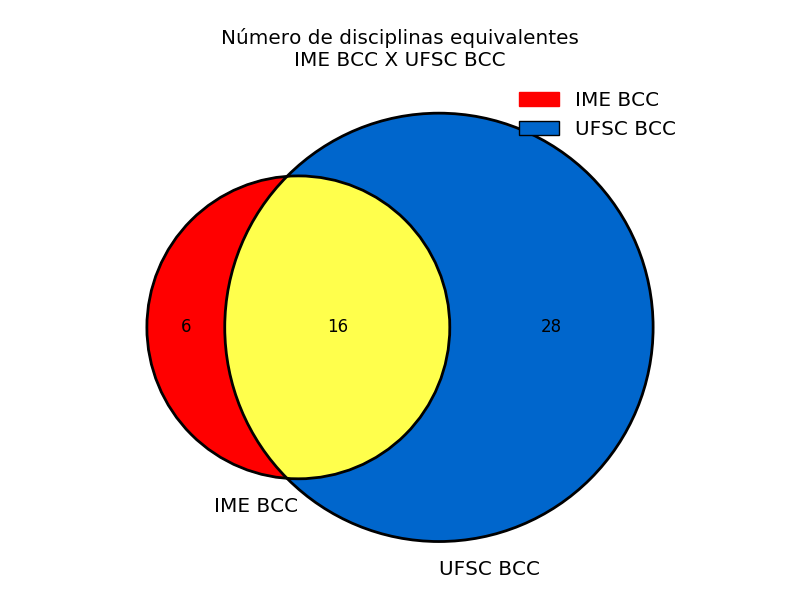 Número de disciplinas equivalentes
IME BCC X UFSC BCC
IME BCC
UFSC BCC
6
16
28
IME BCC
UFSC BCC